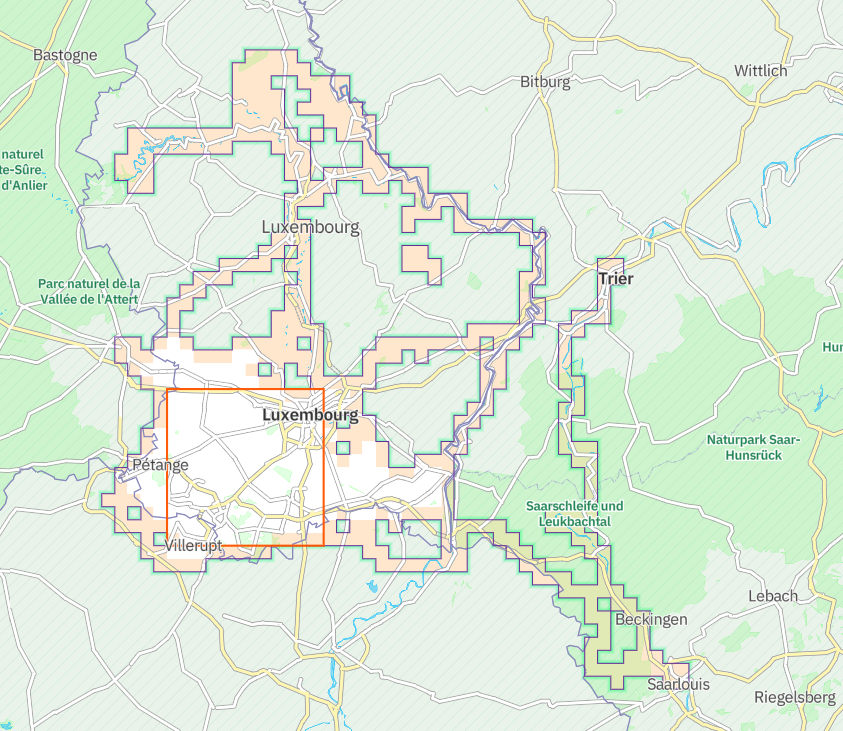 Bastogne
Bitburg
Wittlich
naturel
te-Sûre
d'Anlier
Luxembourg
Parc naturel de la
Vallée de l'Attert
Trier
Hun
Luxembourg
Naturpark Saar-
Hunsrück
Pétange
Saarschleife und
Leukbachtal
Villerupt
Lebach
Beckingen
Saarlouis
Riegelsberg